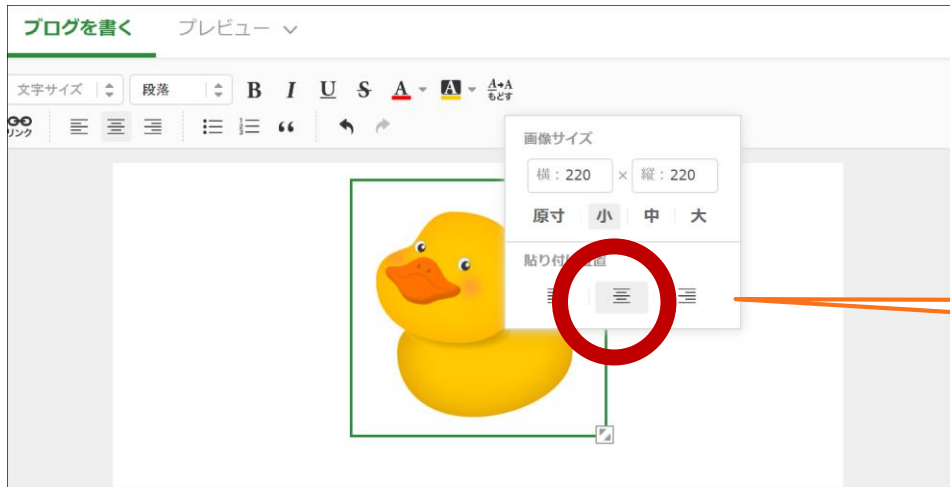 ブログを書く プレビュー
文字サイズ 段落 B I U S A A A→A もどす
リンク
画像サイズ
横：220 × 縦：220
原寸 小 中 大
貼り付け